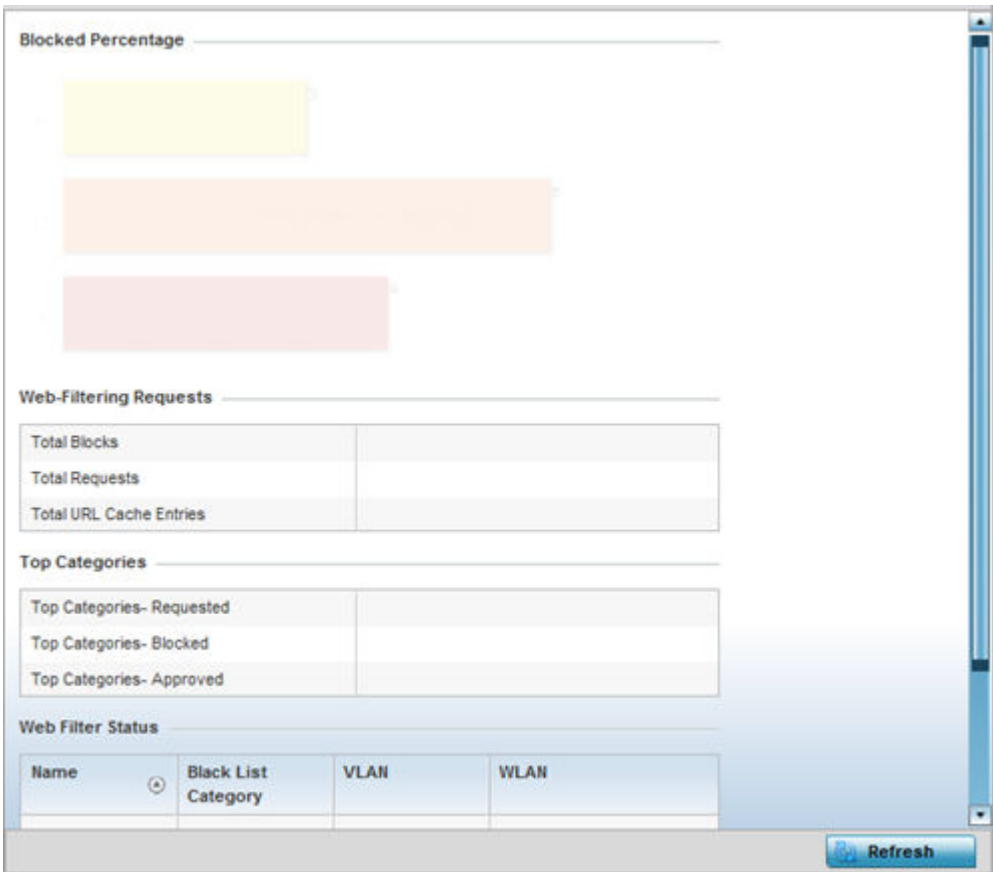 Blocked Percentage
Web-Filtering Requests
Total Blocks
Total Requests
Total URL Cache Entries
Top Categories
Top Categories- Requested
Top Categories- Blocked
Top Categories- Approved
Web Filter Status
Name
Black List
Category
VLAN
WLAN
Refresh